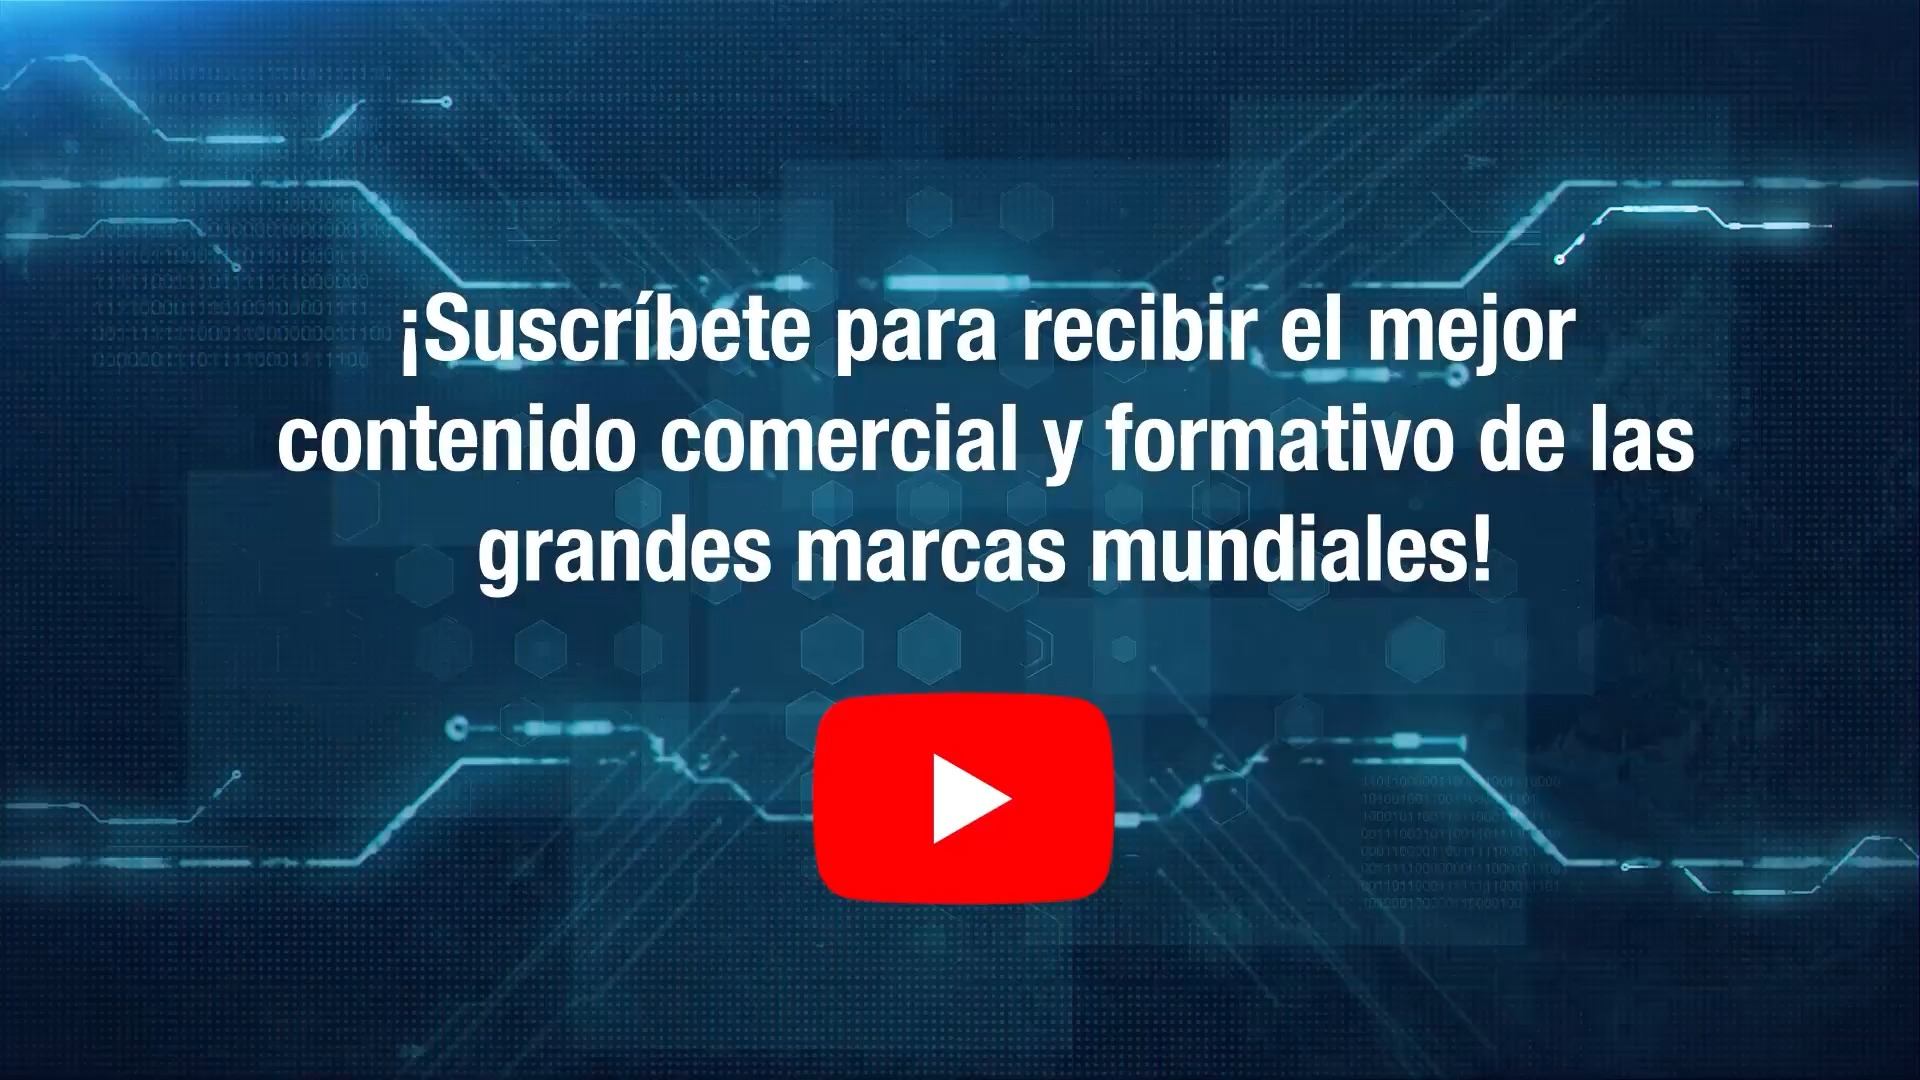 ¡Suscríbete para recibir el mejor
contenido comercial y formativo de las
grandes marcas mundiales!